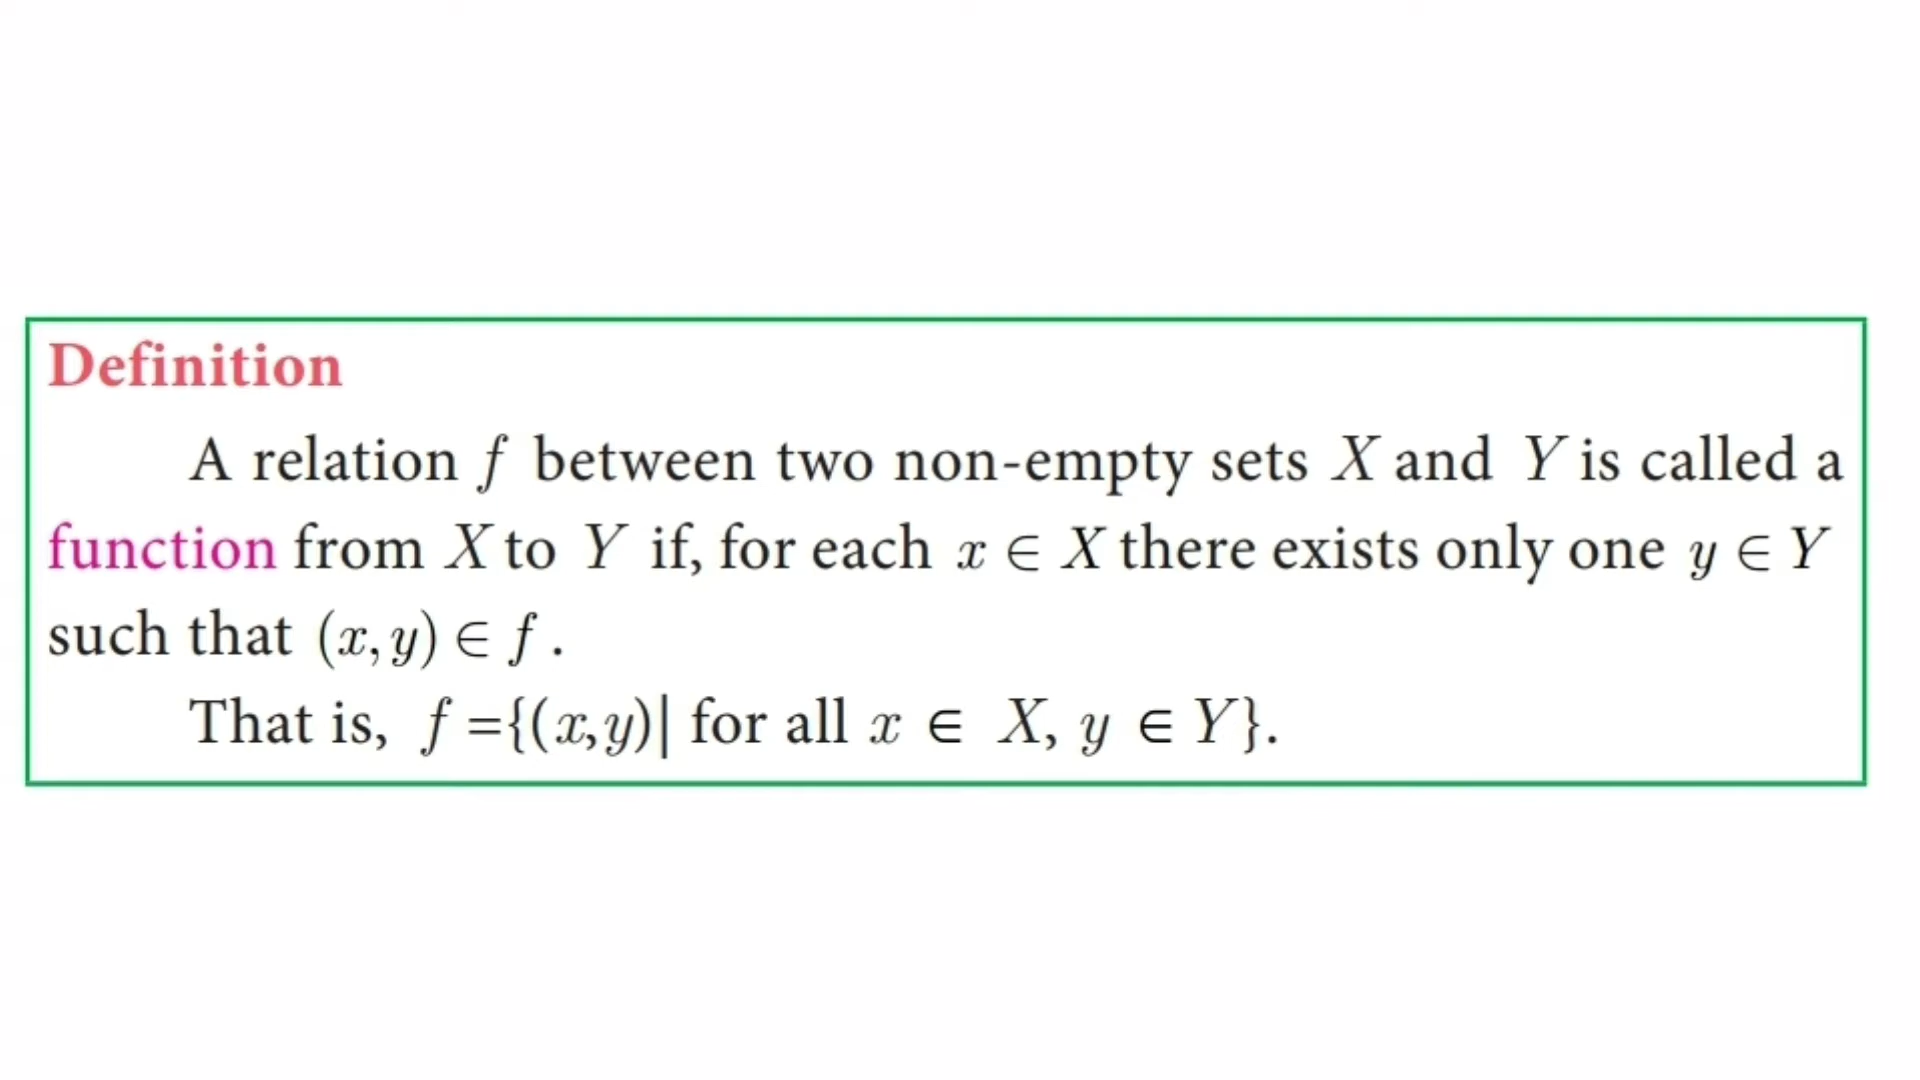 Definition
A relation f between two non-empty sets X and Y is called a
function from X to Y if, for each x ∈ X there exists only one y ∈ Y
such that (x, y) ∈ f .
That is, f ={(x,y)| for all x ∈ X, y ∈ Y}.